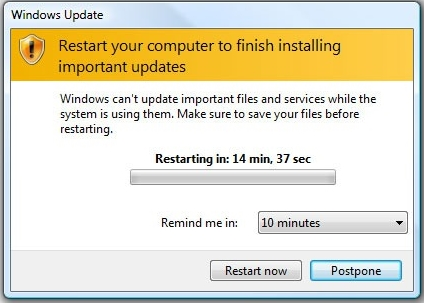 Windows Update
Restart your computer to finish installing
important updates
Windows can't update important files and services while the
system is using them. Make sure to save your files before
restarting.
Restarting in: 14 min, 37 sec
Remind me in: 10 minutes
Restart now Postpone